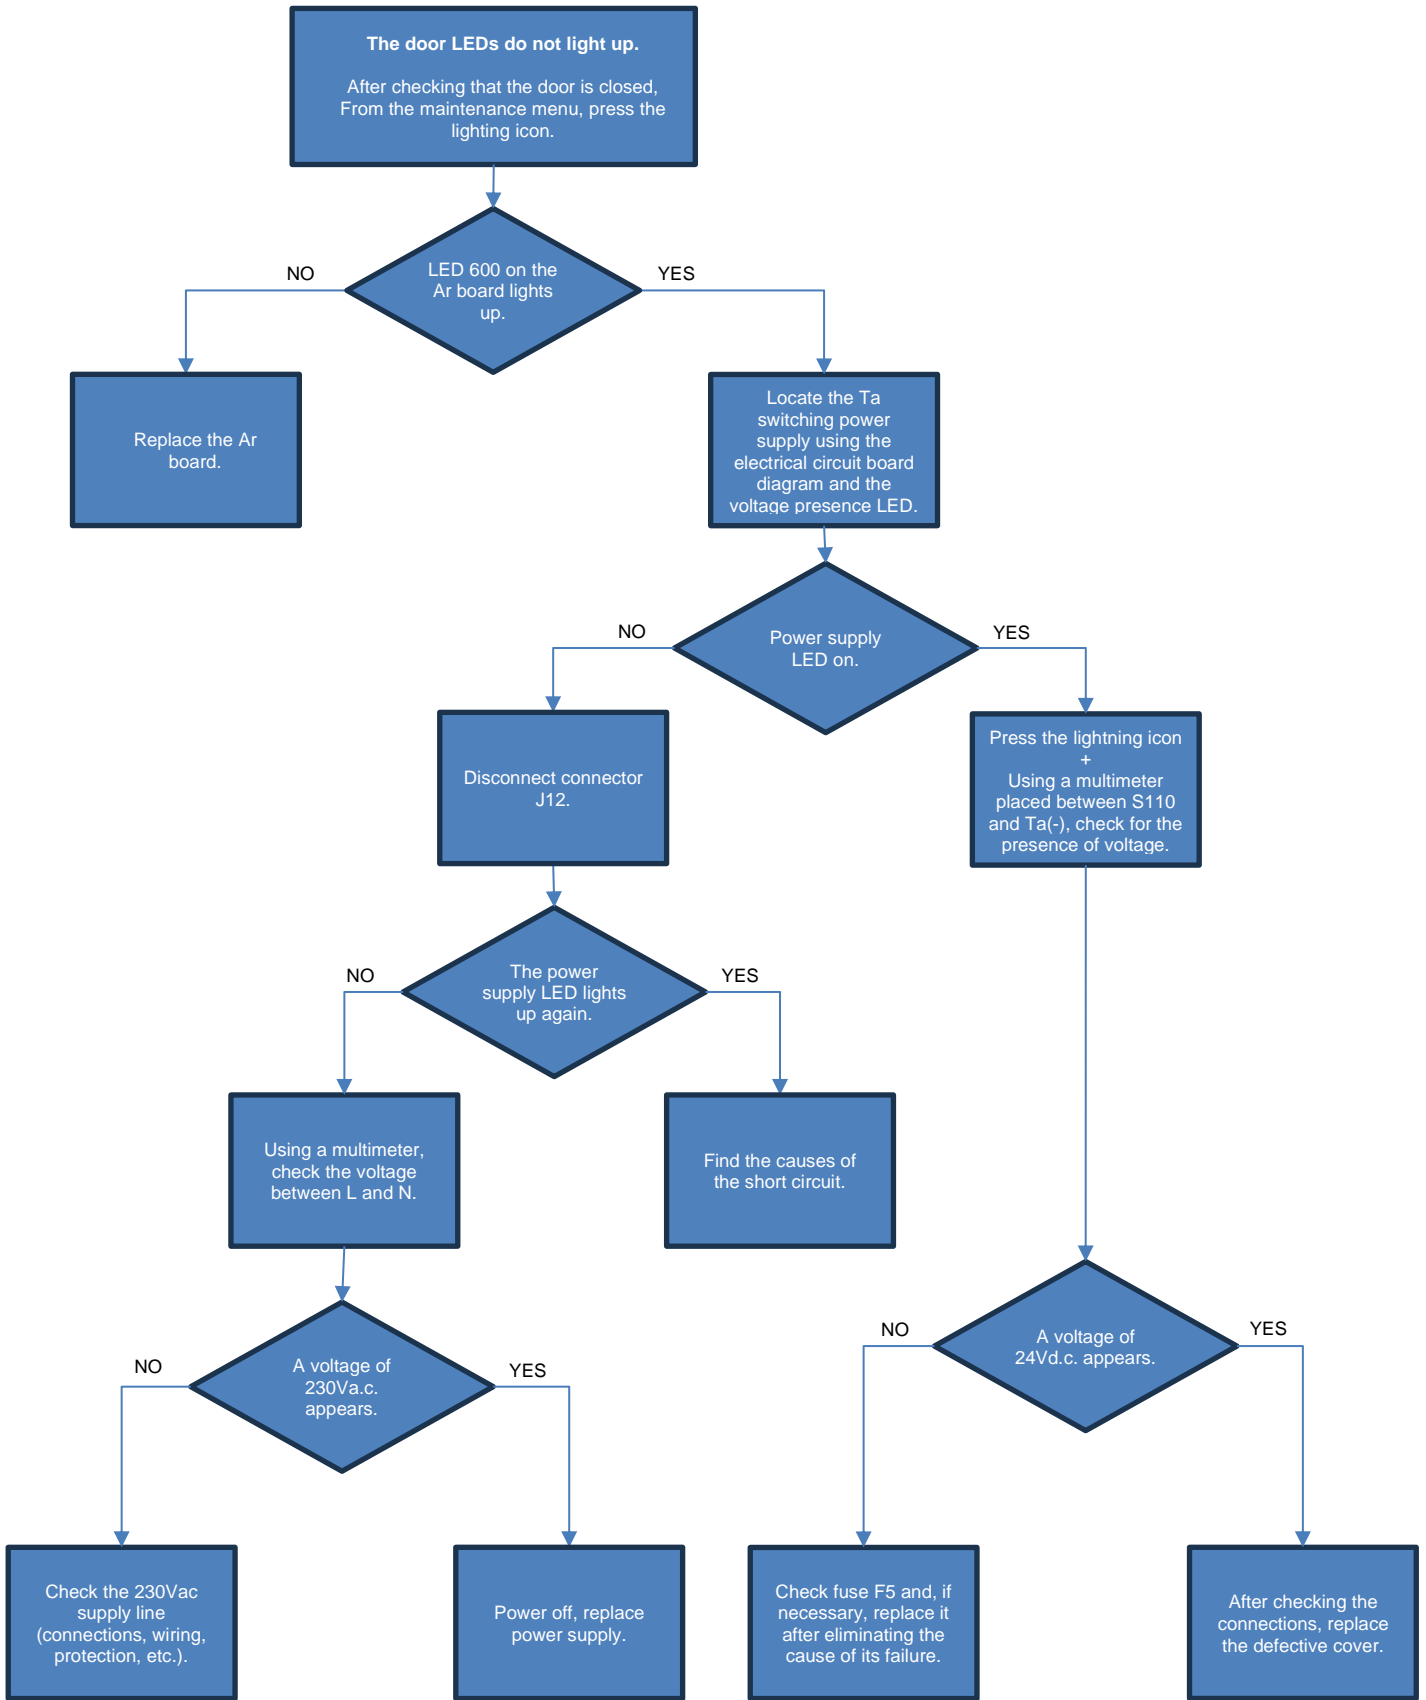 The door LEDs do not light up.
After checking that the door is closed,
From the maintenance menu, press the
lighting icon.
LED 600 on the
Ar board lights
up.
NO
YES
Replace the Ar
board.
Locate the Ta
switching power
supply using the
electrical circuit board
diagram and the
voltage presence LED.
Power supply
LED on.
NO
YES
Disconnect connector
J12.
Press the lightning icon
+
Using a multimeter
placed between S110
and Ta(-), check for the
presence of voltage.
The power
supply LED lights
up again.
NO
YES
Using a multimeter,
check the voltage
between L and N.
Find the causes of
the short circuit.
A voltage of
230Va.c.
appears.
NO
YES
A voltage of
24Vd.c. appears.
NO
YES
Check the 230Vac
supply line
(connections, wiring,
protection, etc.).
Power off, replace
power supply.
Check fuse F5 and, if
necessary, replace it
after eliminating the
cause of its failure.
After checking the
connections, replace
the defective cover.